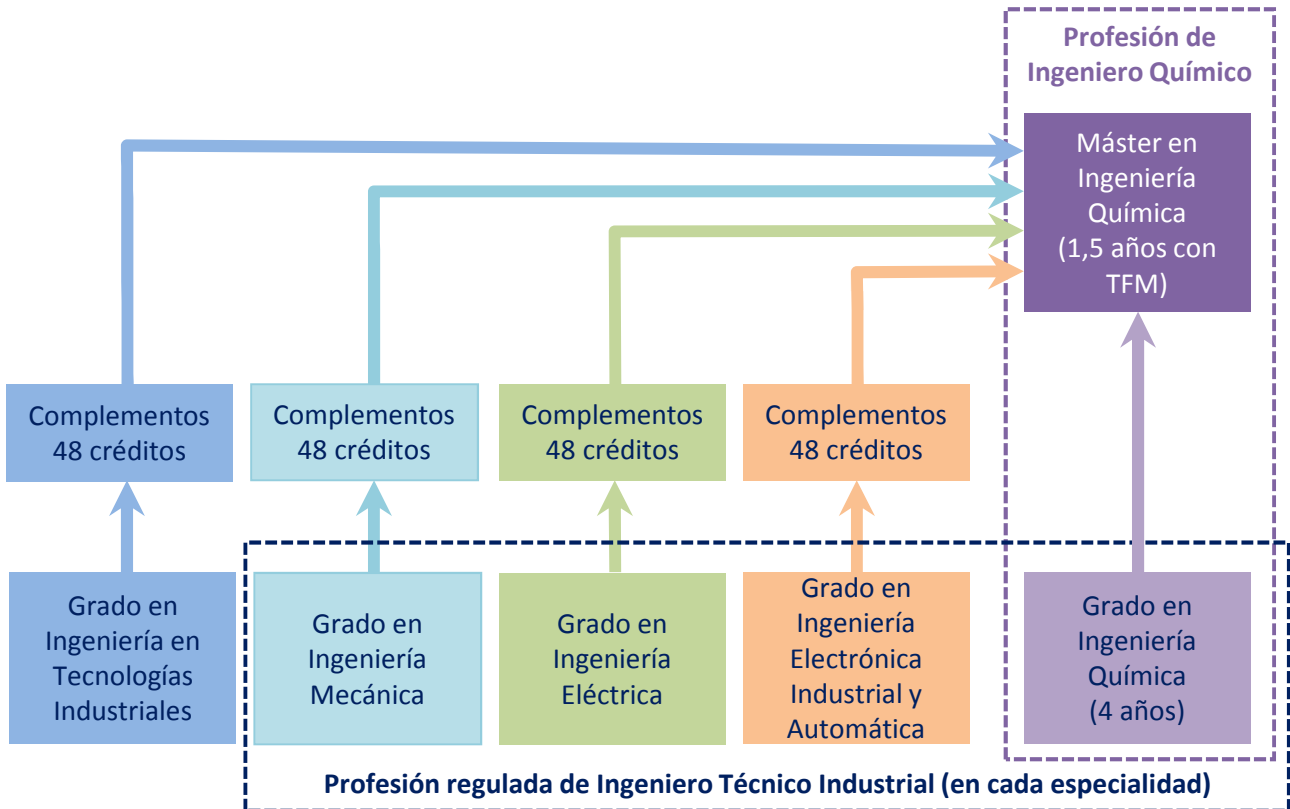 Profesión de
Ingeniero Químico
Máster en
Ingeniería
Química
(1,5 años con
TFM)
Complementos
48 créditos
Complementos
48 créditos
Complementos
48 créditos
Complementos
48 créditos
Grado en
Ingeniería en
Tecnologías
Industriales
Grado en
Ingeniería
Mecánica
Grado en
Ingeniería
Eléctrica
Grado en
Ingeniería
Electrónica
Industrial y
Automática
Grado en
Ingeniería
Química
(4 años)
Profesión regulada de Ingeniero Técnico Industrial (en cada especialidad)